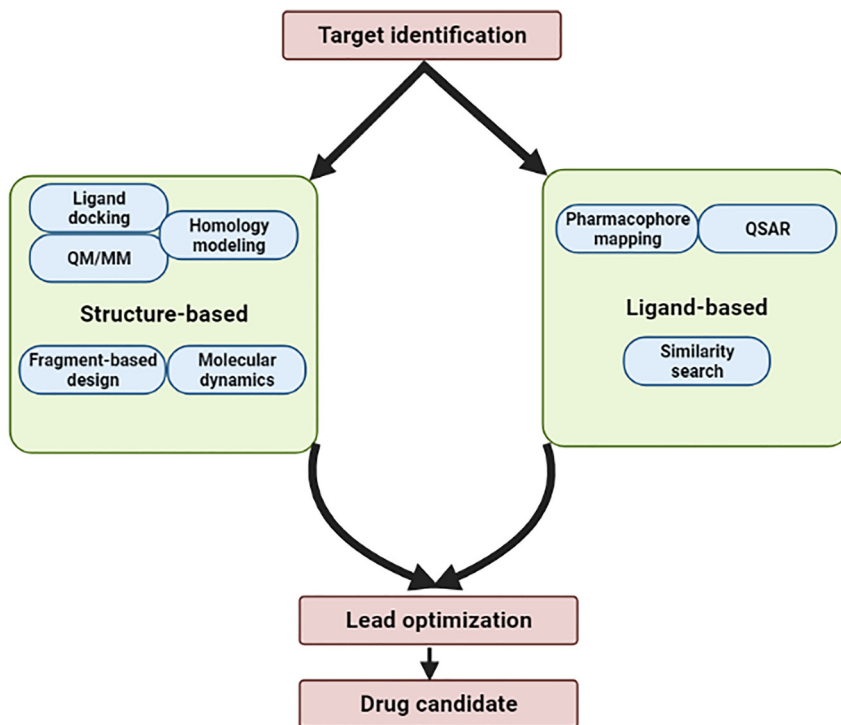 Target identification
Ligand
docking
Homology
modeling
QM/MM
Structure-based
Fragment-based
design
Molecular
dynamics
Pharmacophore
mapping
QSAR
Ligand-based
Similarity
search
Lead optimization
Drug candidate